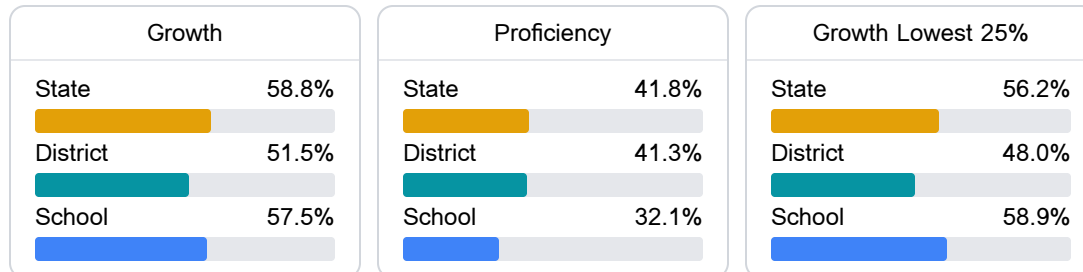 Growth
State 58.8%
District 51.5%
School 57.5%
Proficiency
State 41.8%
District 41.3%
School 32.1%
Growth Lowest 25%
State 56.2%
District 48.0%
School 58.9%